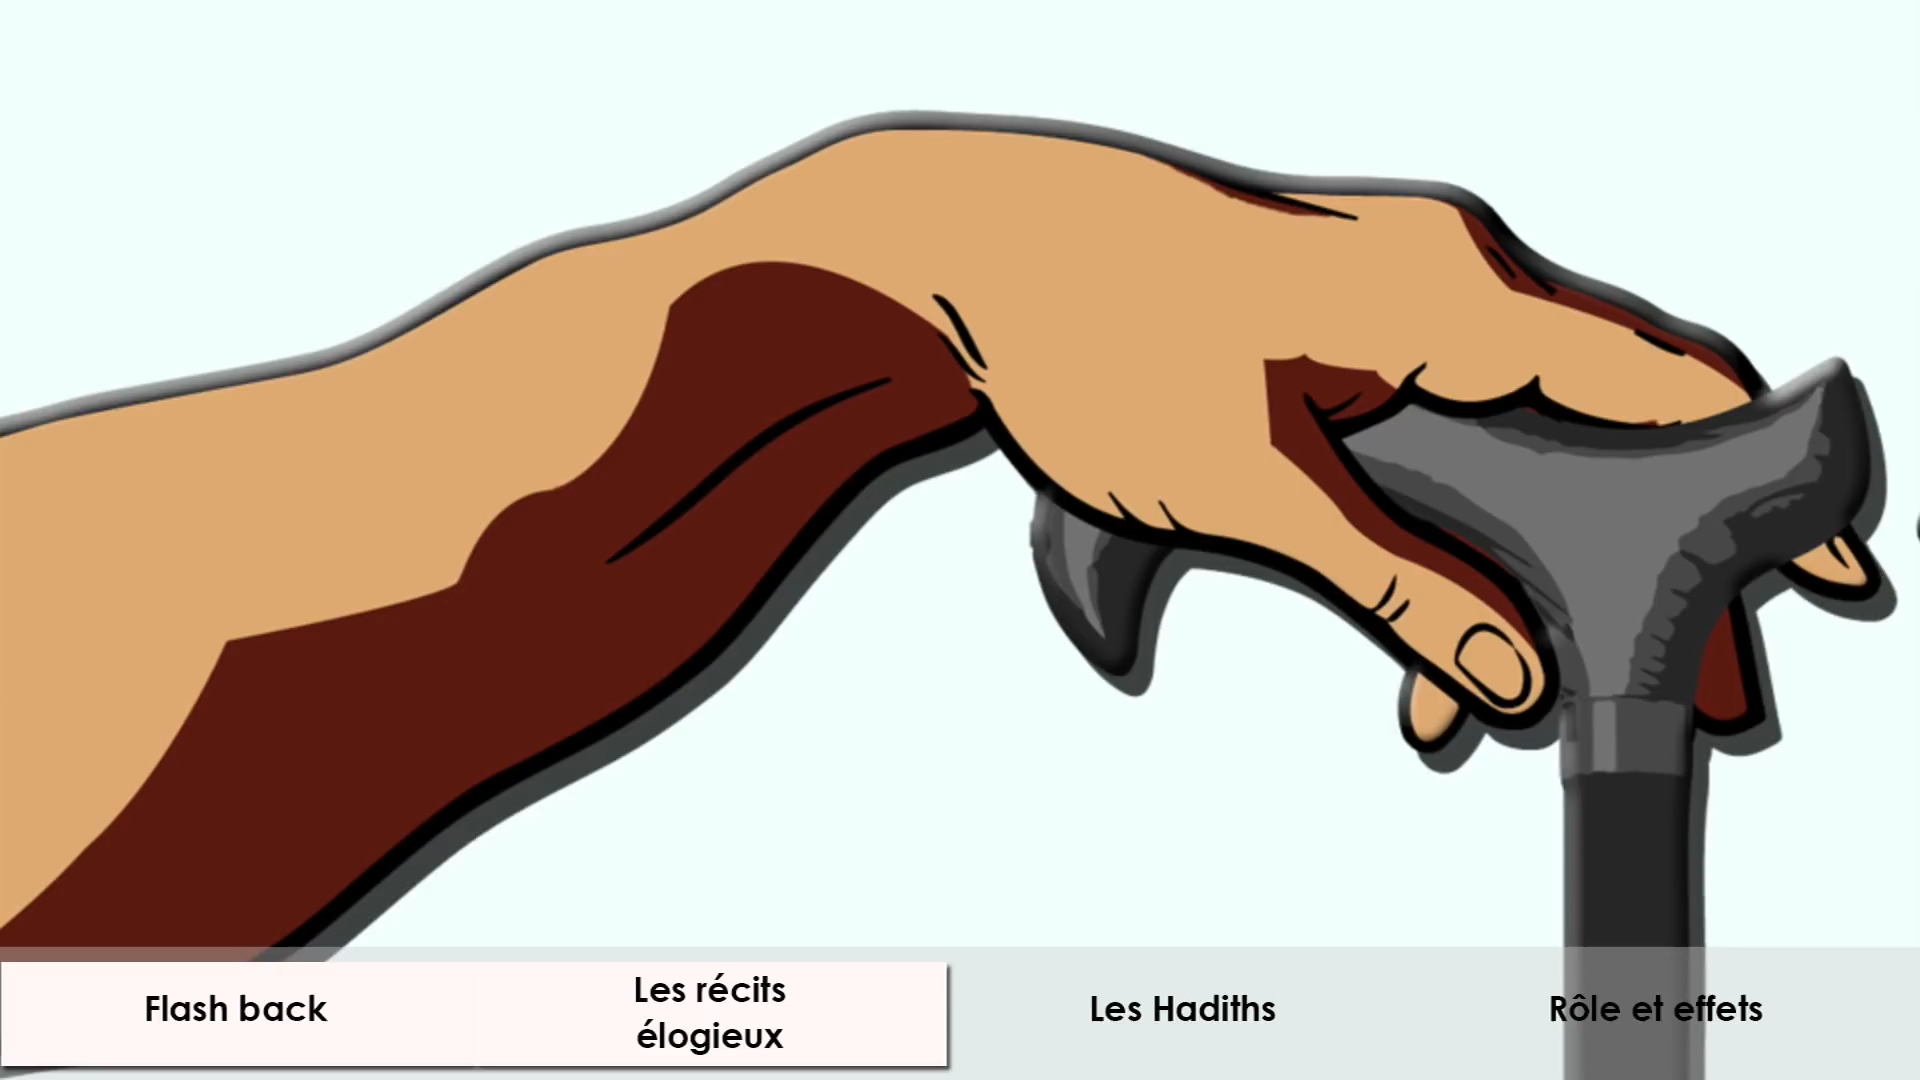 Flash back
Les récits
élogieux
Les Hadiths
Rôle et effets